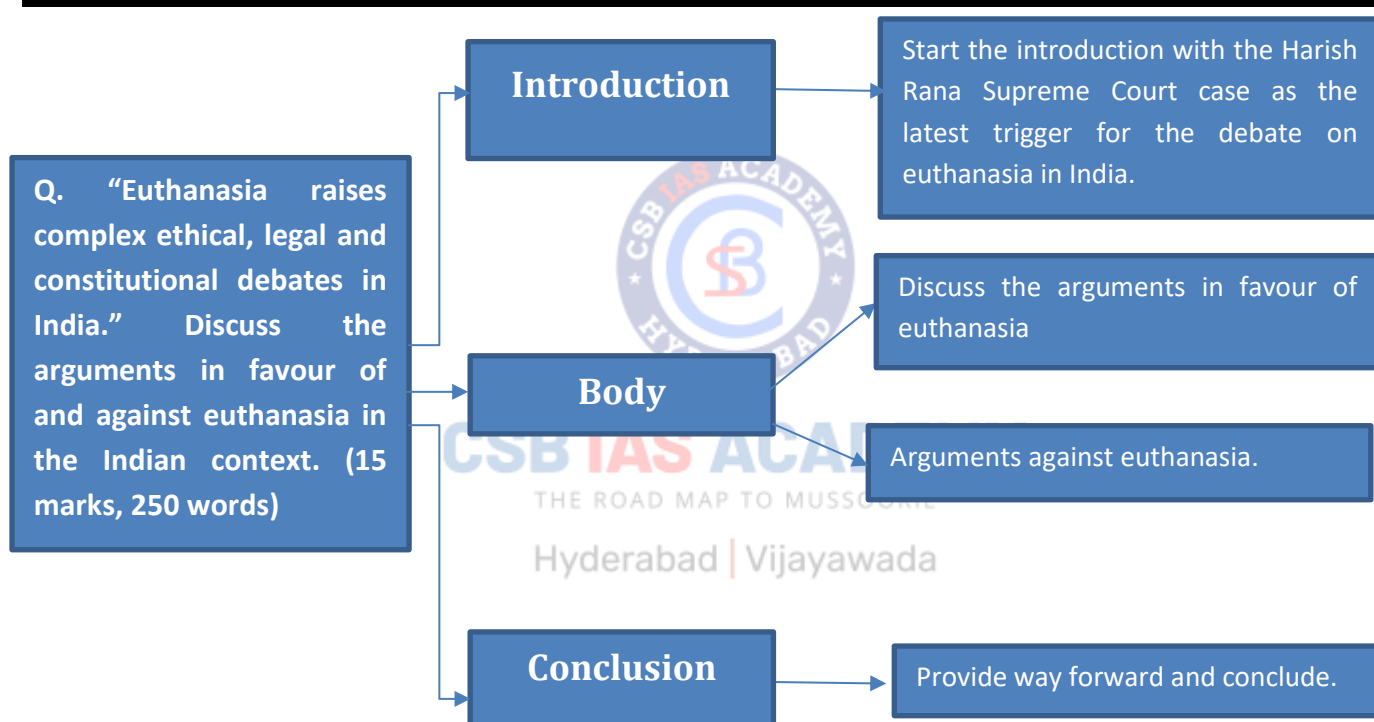 Q. “Euthanasia raises
complex ethical, legal and
constitutional debates in
India.” Discuss the
arguments in favour of
and against euthanasia in
the Indian context. (15
marks, 250 words)
Introduction
Start the introduction with the Harish
Rana Supreme Court case as the
latest trigger for the debate on
euthanasia in India.
Body
Discuss the arguments in favour of
euthanasia
Arguments against euthanasia.
Conclusion
Provide way forward and conclude.
CSB IAS ACADEMY
CSB IAS
THE ROAD MAP TO
Hyderabad | Vijayawada